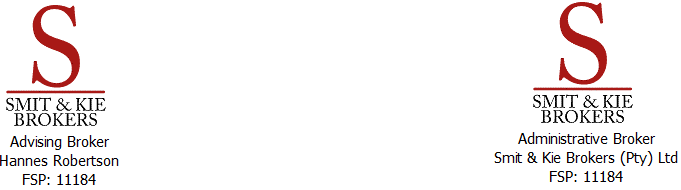 S
SMIT & KIE
BROKERS
Advising Broker
Hannes Robertson
FSP: 11184
S
SMIT & KIE
BROKERS
Administrative Broker
Smit & Kie Brokers (Pty) Ltd
FSP: 11184